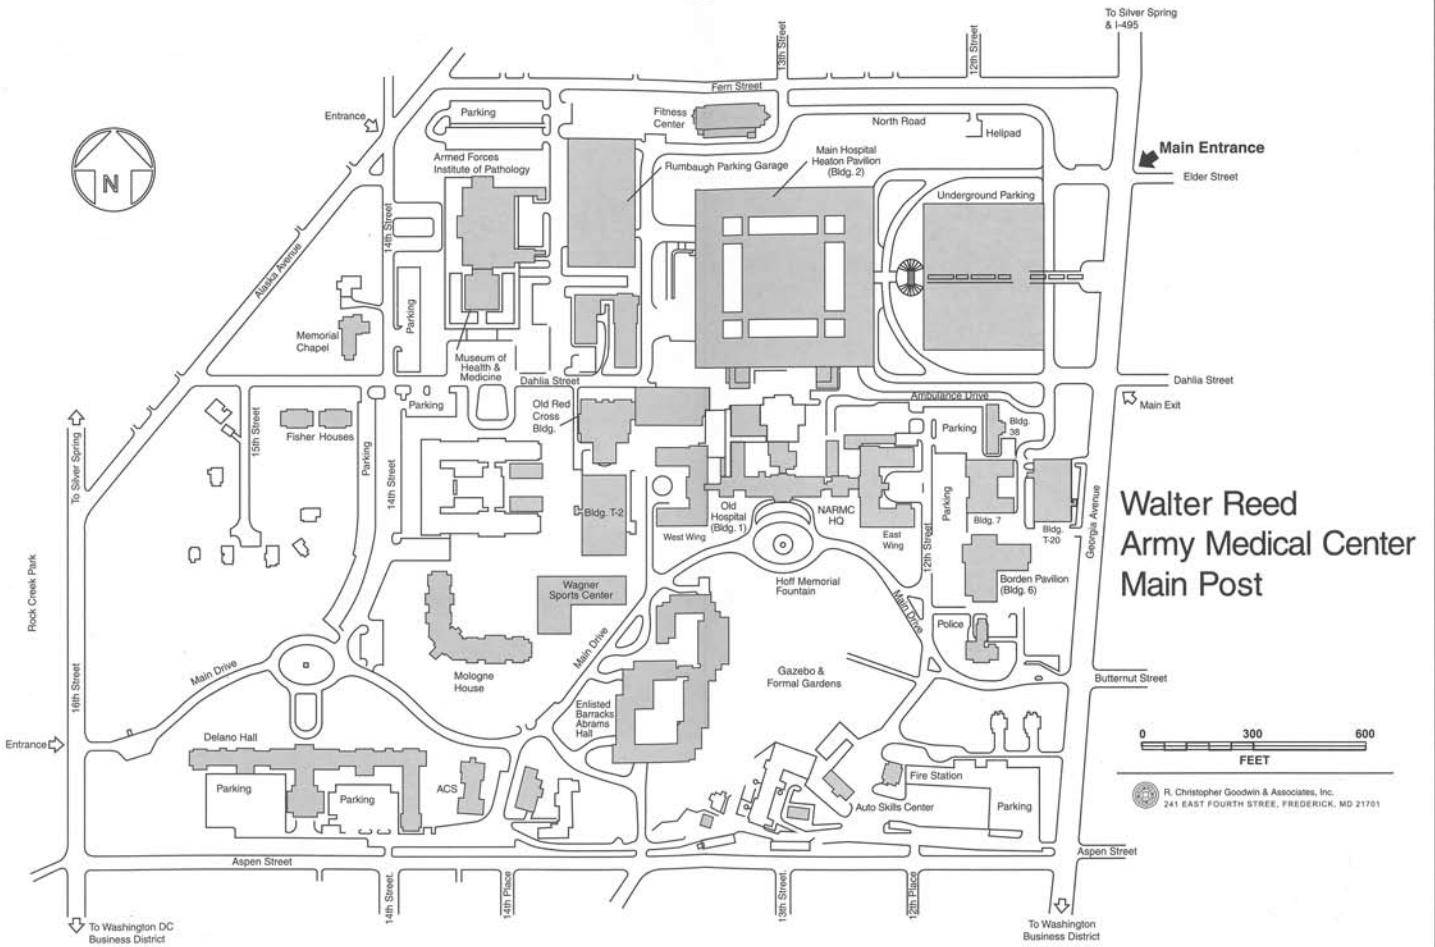 To Silver Spring
& I-495
13th Street
12th Street
Fern Street
Entrance
Parking
Fitness
Center
North Road
Helipad
Main Entrance
Elder Street
Armed Forces
Institute of Pathology
Rumbaugh Parking Garage
Main Hospital
Heaton Pavilion
(Bldg. 2)
Underground Parking
N
14th Street
Alaska Avenue
Parking
Memorial
Chapel
Museum of
Health &
Medicine
Dahlia Street
Dahlia Street
Main Exit
Ambulance Drive
Parking
Old Red
Cross
Bldg.
Parking
Bldg.
38
Fisher Houses
15th Street
Parking
14th Street
To Silver Spring
Bldg. T-2
West Wing
Old
Hospital
(Bldg. 1)
NARMC
HQ
East
Wing
12th Street
Parking
Bldg. 7
Bldg.
T-20
Georgia Avenue
Walter Reed
Army Medical Center
Main Post
Rock Creek Park
Wagner
Sports Center
Hoff Memorial
Fountain
Borden Pavilion
(Bldg. 6)
Main Drive
Police
Main Drive
Main Drive
Mologne
House
Gazebo &
Formal Gardens
Butternut Street
16th Street
Enlisted
Barracks
Abrams
Hall
Entrance
Delano Hall
0 300 600
FEET
Parking
Parking
ACS
Fire Station
Auto Skills Center
Parking
R. Christopher Goodwin & Associates, Inc.
241 EAST FOURTH STREE, FREDERICK, MD 21701
Aspen Street
Aspen Street
14th Street.
14th Place
13th Street.
12th Place
To Washington DC
Business District
To Washington
Business District